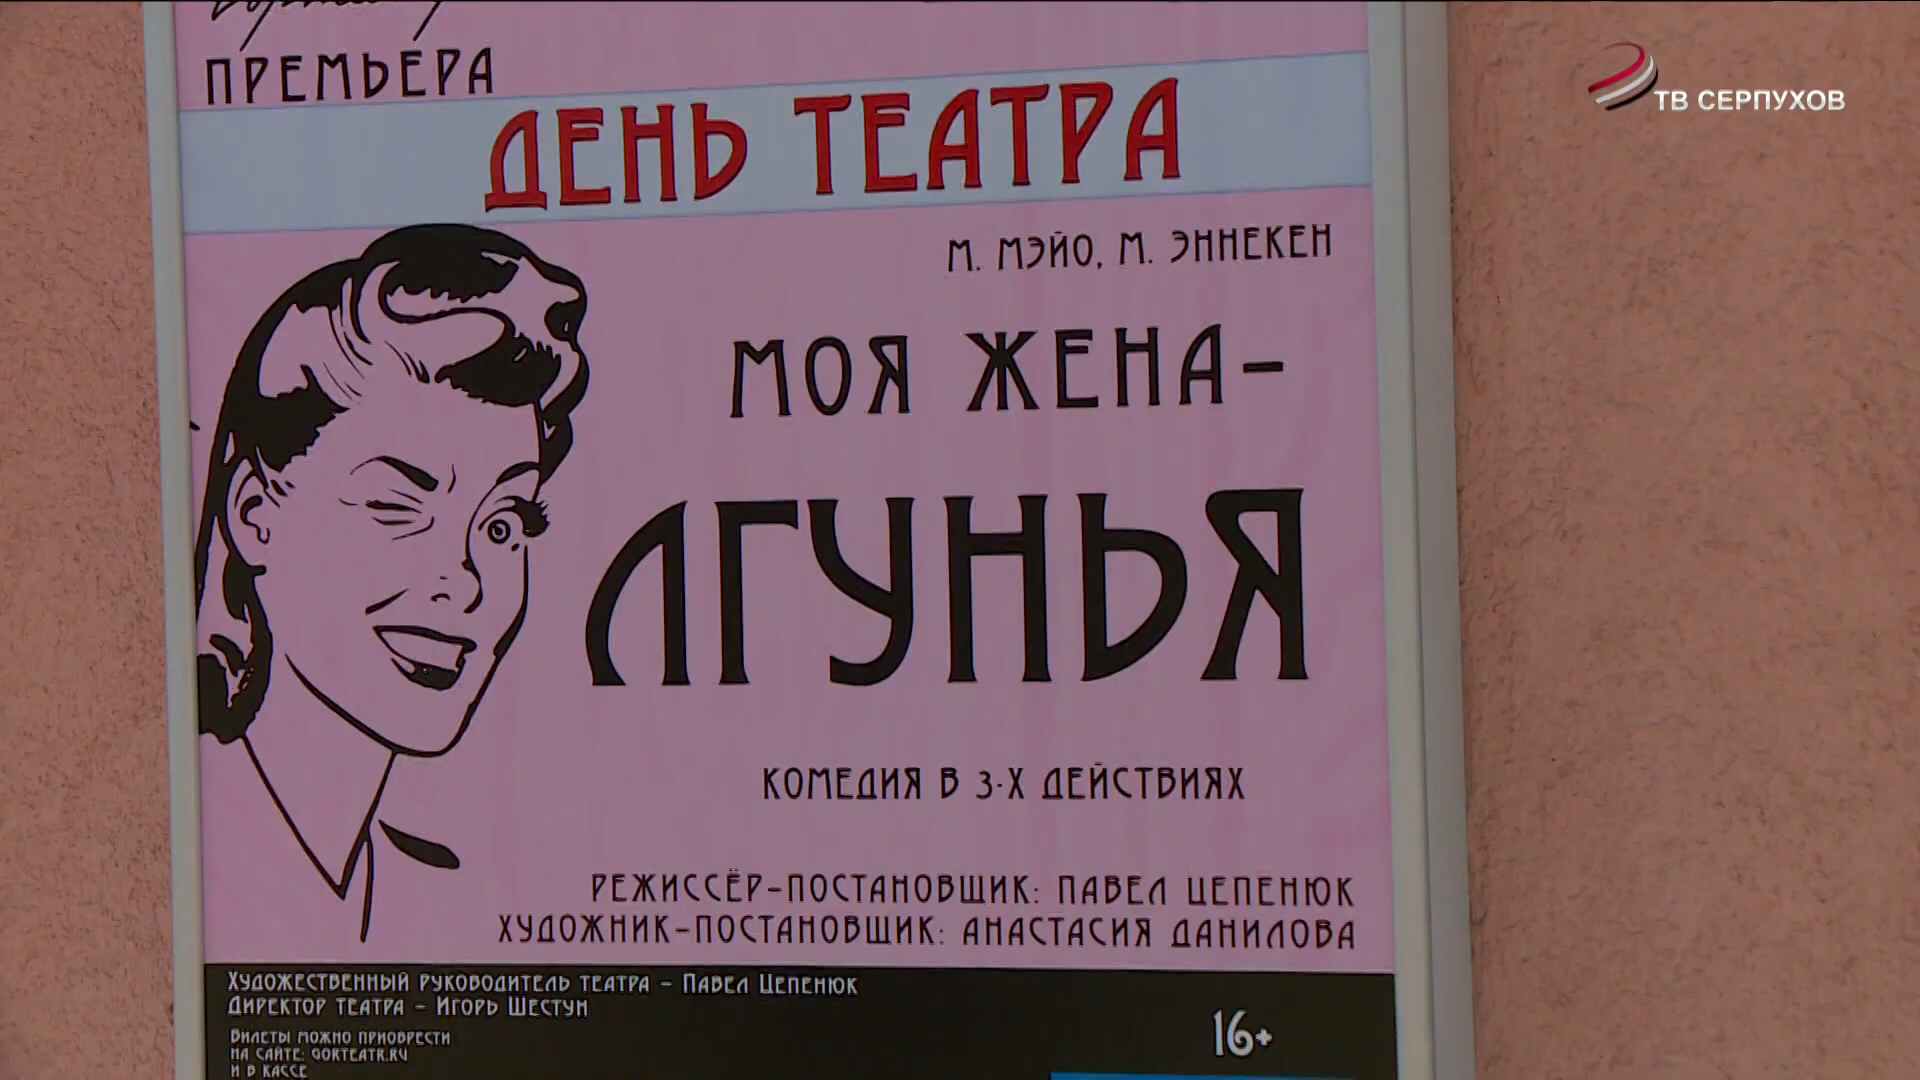 ПРЕМЬЕРА
ДЕНЬ ТЕАТРА
ТВ СЕРПУХОВ
М. МЭЙО, М. ЭННЕКЕН
МОЯ ЖЕНА-
ЛГУНЬЯ
КОМЕДИЯ В 3-Х ДЕЙСТВИЯХ
РЕЖИССЁР-ПОСТАНОВЩИК: ПАВЕЛ ЦЕПЕНЮК
ХУДОЖНИК-ПОСТАНОВЩИК: АНАСТАСИЯ ДАНИЛОВА
ХУДОЖЕСТВЕННЫЙ РУКОВОДИТЕЛЬ ТЕАТРА - ПАВЕЛ ЦЕПЕНЮК
ДИРЕКТОР ТЕАТРА - ИГОРЬ ШЕСТУН
БИЛЕТЫ МОЖНО ПРИОБРЕСТИ
НА САЙТЕ: GORTEATR.RU
И В КАССЕ
16+